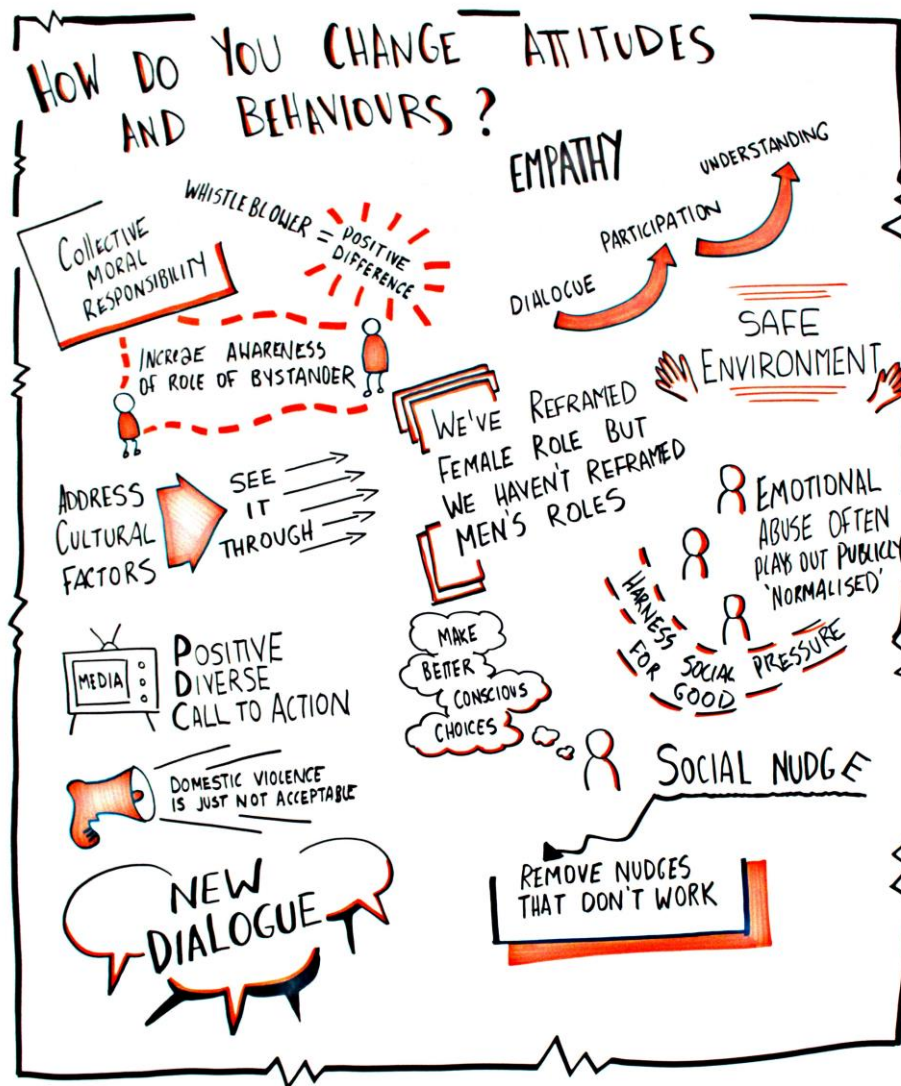 HOW DO YOU CHANGE ATTITUDES
AND BEHAVIOURS?
COLLECTIVE
MORAL
RESPONSIBILITY
WHISTLEBLOWER =
POSITIVE
DIFFERENCE
INCREASE AWARENESS
OF ROLE OF BYSTANDER
EMPATHY
DIALOGUE
PARTICIPATION
UNDERSTANDING
SAFE
ENVIRONMENT
ADDRESS
CULTURAL
FACTORS
SEE
IT
THROUGH
WE'VE REFRAMED
FEMALE ROLE BUT
WE HAVEN'T REFRAMED
MEN'S ROLES
EMOTIONAL
ABUSE OFTEN
PLAYS OUT PUBLICLY
'NORMALISED'
HARNESS SOCIAL PRESSURE
FOR GOOD
MEDIA
POSITIVE
DIVERSE
CALL TO ACTION
MAKE
BETTER
CONSCIOUS
CHOICES
DOMESTIC VIOLENCE
IS JUST NOT ACCEPTABLE
SOCIAL NUDGE
REMOVE NUDGES
THAT DON'T WORK
NEW
DIALOGUE